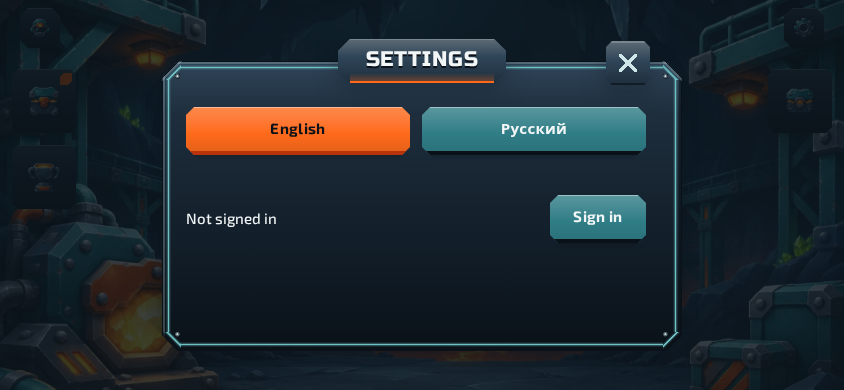 SETTINGS
English
Русский
Not signed in
Sign in